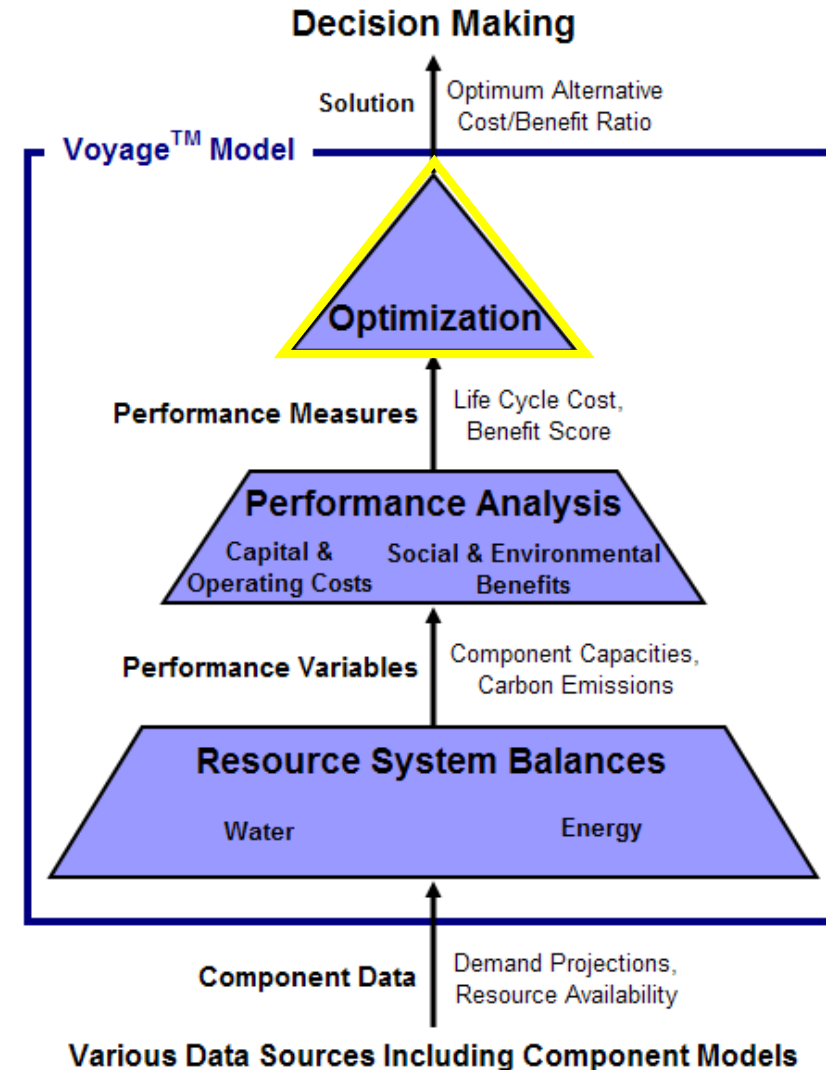 Decision Making
Solution
Optimum Alternative
Cost/Benefit Ratio
Voyage™ Model
Optimization
Performance Measures
Life Cycle Cost,
Benefit Score
Performance Analysis
Capital &
Operating Costs
Social & Environmental
Benefits
Performance Variables
Component Capacities,
Carbon Emissions
Resource System Balances
Water
Energy
Component Data
Demand Projections,
Resource Availability
Various Data Sources Including Component Models